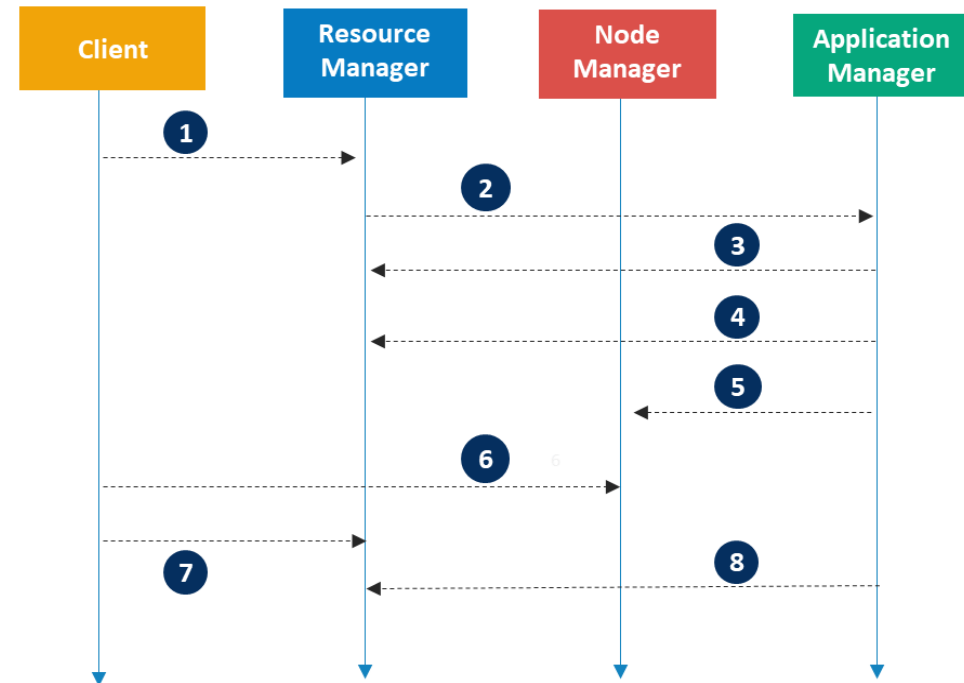 Client
Resource
Manager
Node
Manager
Application
Manager
1
2
3
4
5
6
6
7
8